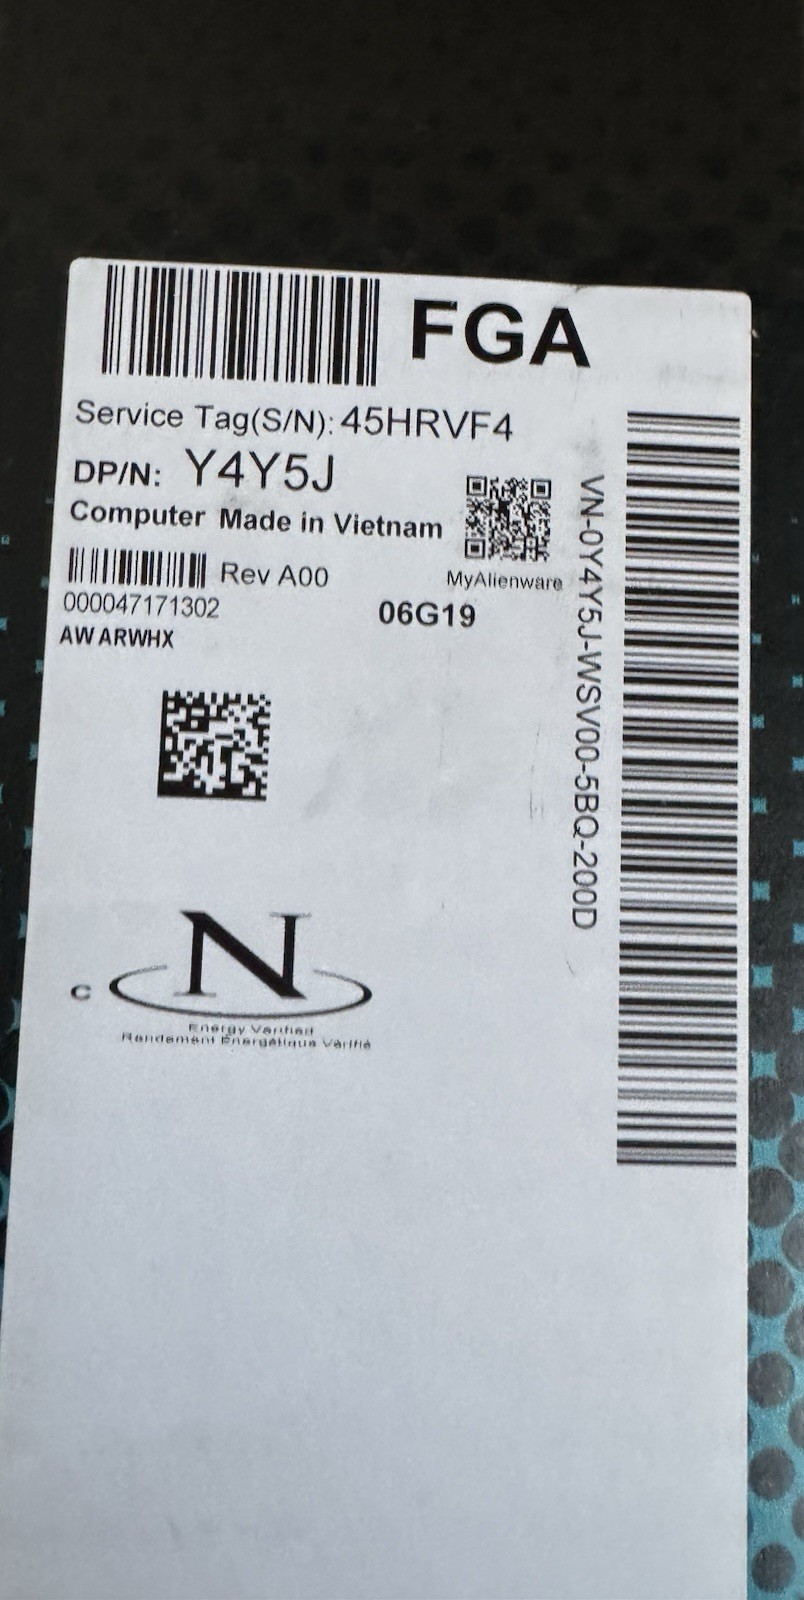 FGA
Service Tag(S/N): 45HRVF4
DP/N: Y4Y5J
Computer Made in Vietnam
Rev A00
MyAlienware
000047171302
06G19
AW ARWHX
VN-0Y4Y5J-WSV00-5BQ-200D
C
N
Energy Verified
Rendement Énergétique Vérifié